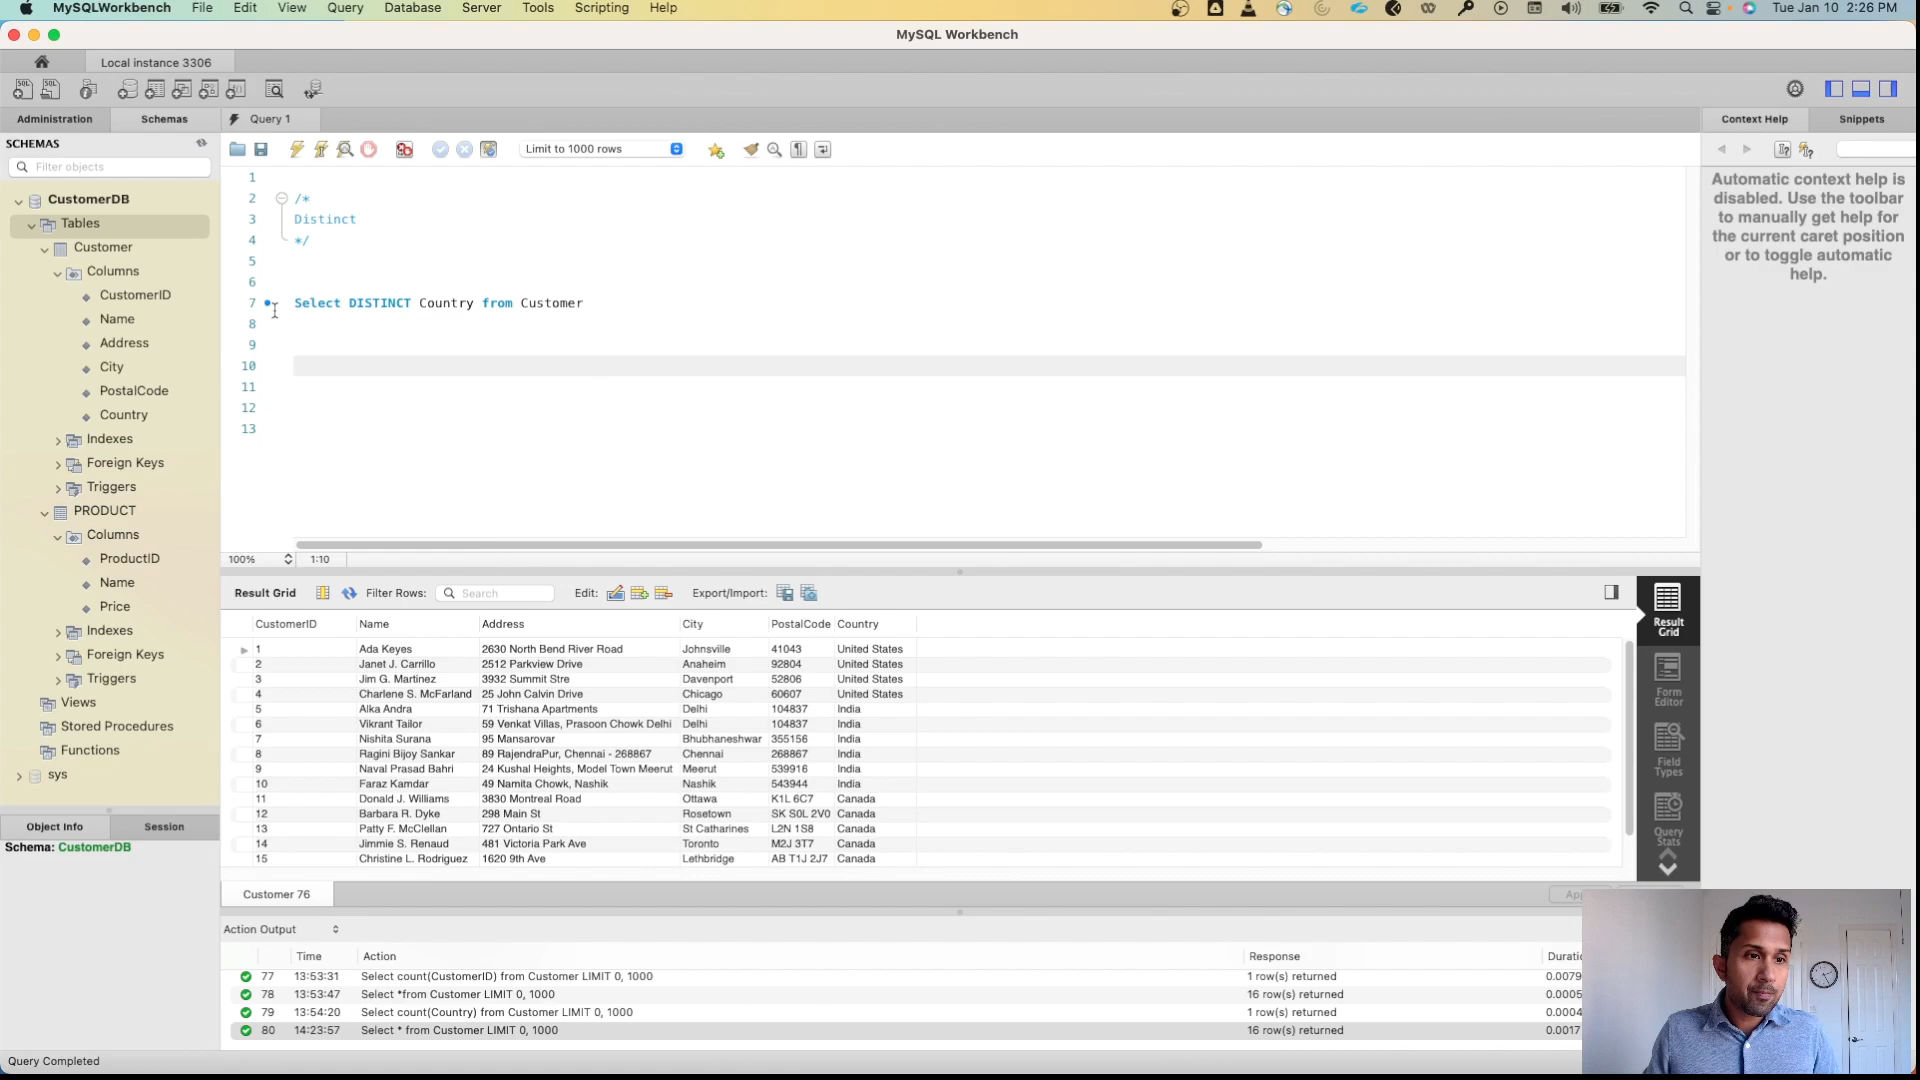 MySQLWorkbench File Edit View Query Database Server Tools Scripting Help Tue Jan 10 2:26 PM
MySQL Workbench
Local instance 3306
Administration Schemas Query 1 Context Help Snippets
SCHEMAS
Filter objects
Limit to 1000 rows
CustomerDB
Tables
Customer
Columns
CustomerID
Name
Address
City
PostalCode
Country
Indexes
Foreign Keys
Triggers
PRODUCT
Columns
ProductID
Name
Price
Indexes
Foreign Keys
Triggers
Views
Stored Procedures
Functions
sys
Object Info Session
Schema: CustomerDB
1
2 /*
3 Distinct
4 */
5
6
7 Select DISTINCT Country from Customer
8
9
10
11
12
13
100% 1:10
Automatic context help is
disabled. Use the toolbar
to manually get help for
the current caret position
or to toggle automatic
help.
Result Grid Filter Rows: Search Edit: Export/Import:
CustomerID Name Address City PostalCode Country
1 Ada Keyes 2630 North Bend River Road Johnsville 41043 United States
2 Janet J. Carrillo 2512 Parkview Drive Anaheim 92804 United States
3 Jim G. Martinez 3932 Summit Stre Davenport 52806 United States
4 Charlene S. McFarland 25 John Calvin Drive Chicago 60607 United States
5 Alka Andra 71 Trishana Apartments Delhi 104837 India
6 Vikrant Tailor 59 Venkat Villas, Prasoon Chowk Delhi Delhi 104837 India
7 Nishita Surana 95 Mansarovar Bhubhaneshwar 355156 India
8 Ragini Bijoy Sankar 89 RajendraPur, Chennai - 268867 Chennai 268867 India
9 Naval Prasad Bahri 24 Kushal Heights, Model Town Meerut Meerut 539916 India
10 Faraz Kamdar 49 Namita Chowk, Nashik Nashik 543944 India
11 Donald J. Williams 3830 Montreal Road Ottawa K1L 6C7 Canada
12 Barbara R. Dyke 298 Main St Rosetown SK S0L 2V0 Canada
13 Patty F. McClellan 727 Ontario St St Catharines L2N 1S8 Canada
14 Jimmie S. Renaud 481 Victoria Park Ave Toronto M2J 3T7 Canada
15 Christine L. Rodriguez 1620 9th Ave Lethbridge AB T1J 2J7 Canada
Result
Grid
Form
Editor
Field
Types
Query
Stats
Customer 76
Action Output
Time Action Response Duratic
77 13:53:31 Select count(CustomerID) from Customer LIMIT 0, 1000 1 row(s) returned 0.0079
78 13:53:47 Select *from Customer LIMIT 0, 1000 16 row(s) returned 0.0005
79 13:54:20 Select count(Country) from Customer LIMIT 0, 1000 1 row(s) returned 0.0004
80 14:23:57 Select * from Customer LIMIT 0, 1000 16 row(s) returned 0.0017
Query Completed